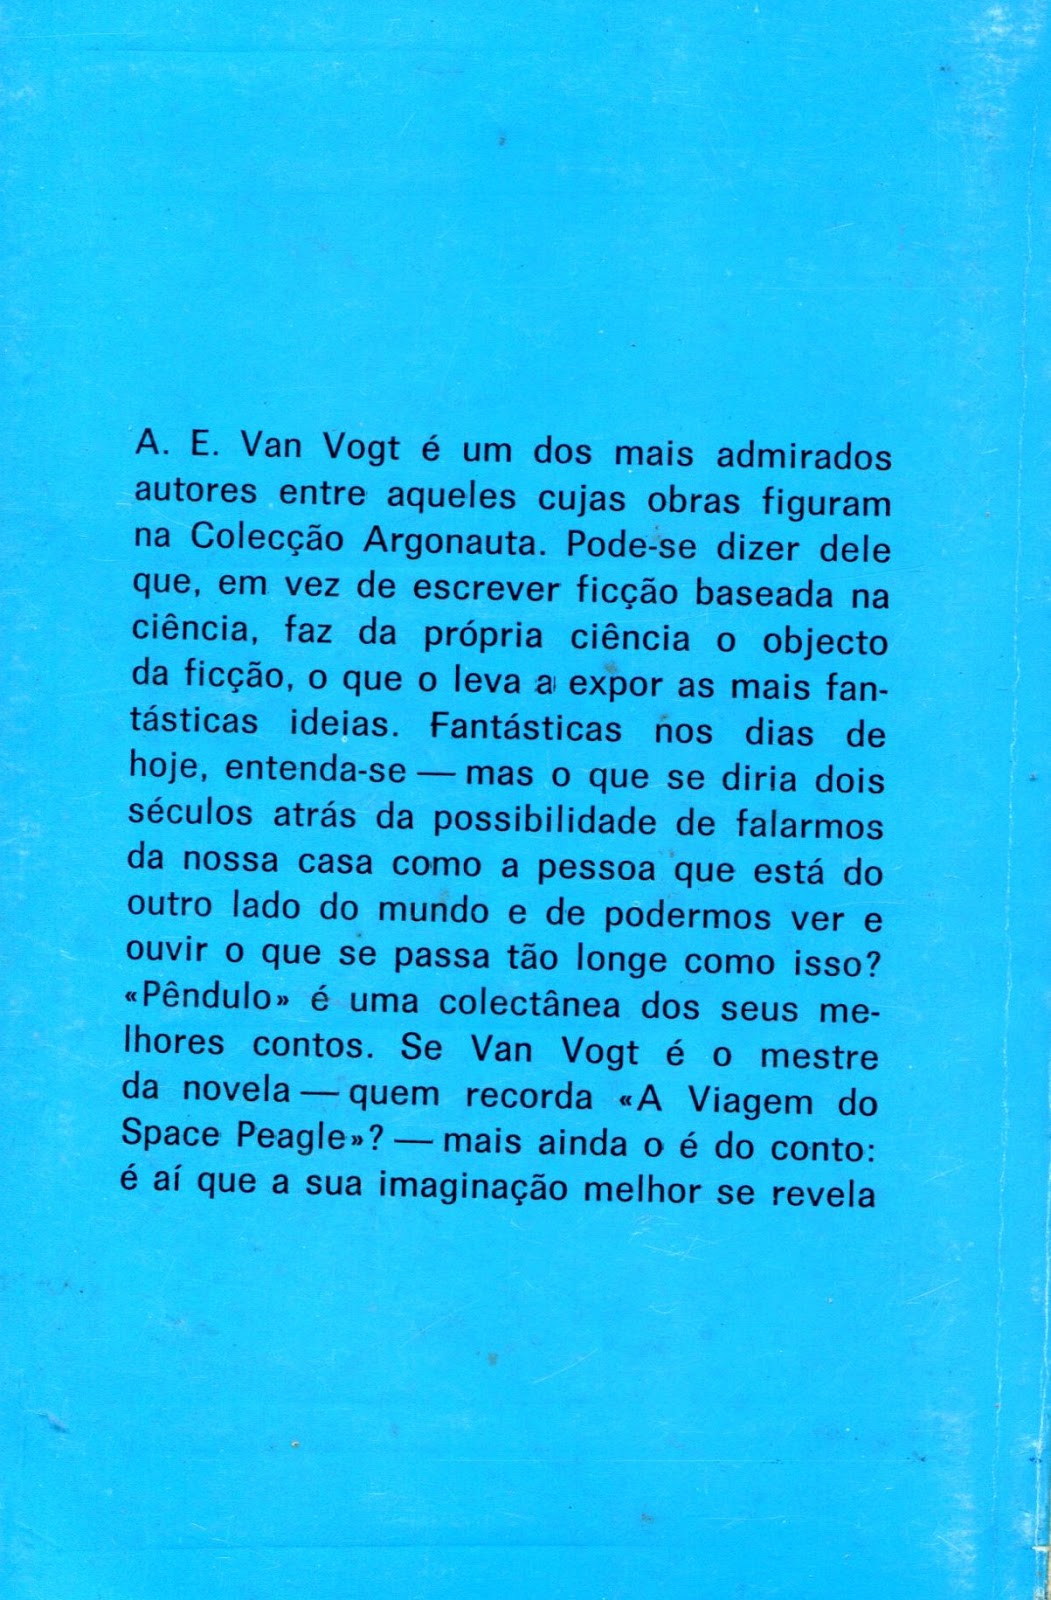 A. E. Van Vogt é um dos mais admirados
autores entre aqueles cujas obras figuram
na Colecção Argonauta. Pode-se dizer dele
que, em vez de escrever ficção baseada na
ciência, faz da própria ciência o objecto
da ficção, o que o leva a expor as mais fan-
tásticas ideias. Fantásticas nos dias de
hoje, entenda-se — mas o que se diria dois
séculos atrás da possibilidade de falarmos
da nossa casa como a pessoa que está do
outro lado do mundo e de podermos ver e
ouvir o que se passa tão longe como isso?
«Pêndulo» é uma colectânea dos seus me-
lhores contos. Se Van Vogt é o mestre
da novela — quem recorda «A Viagem do
Space Peagle»? — mais ainda o é do conto:
é aí que a sua imaginação melhor se revela